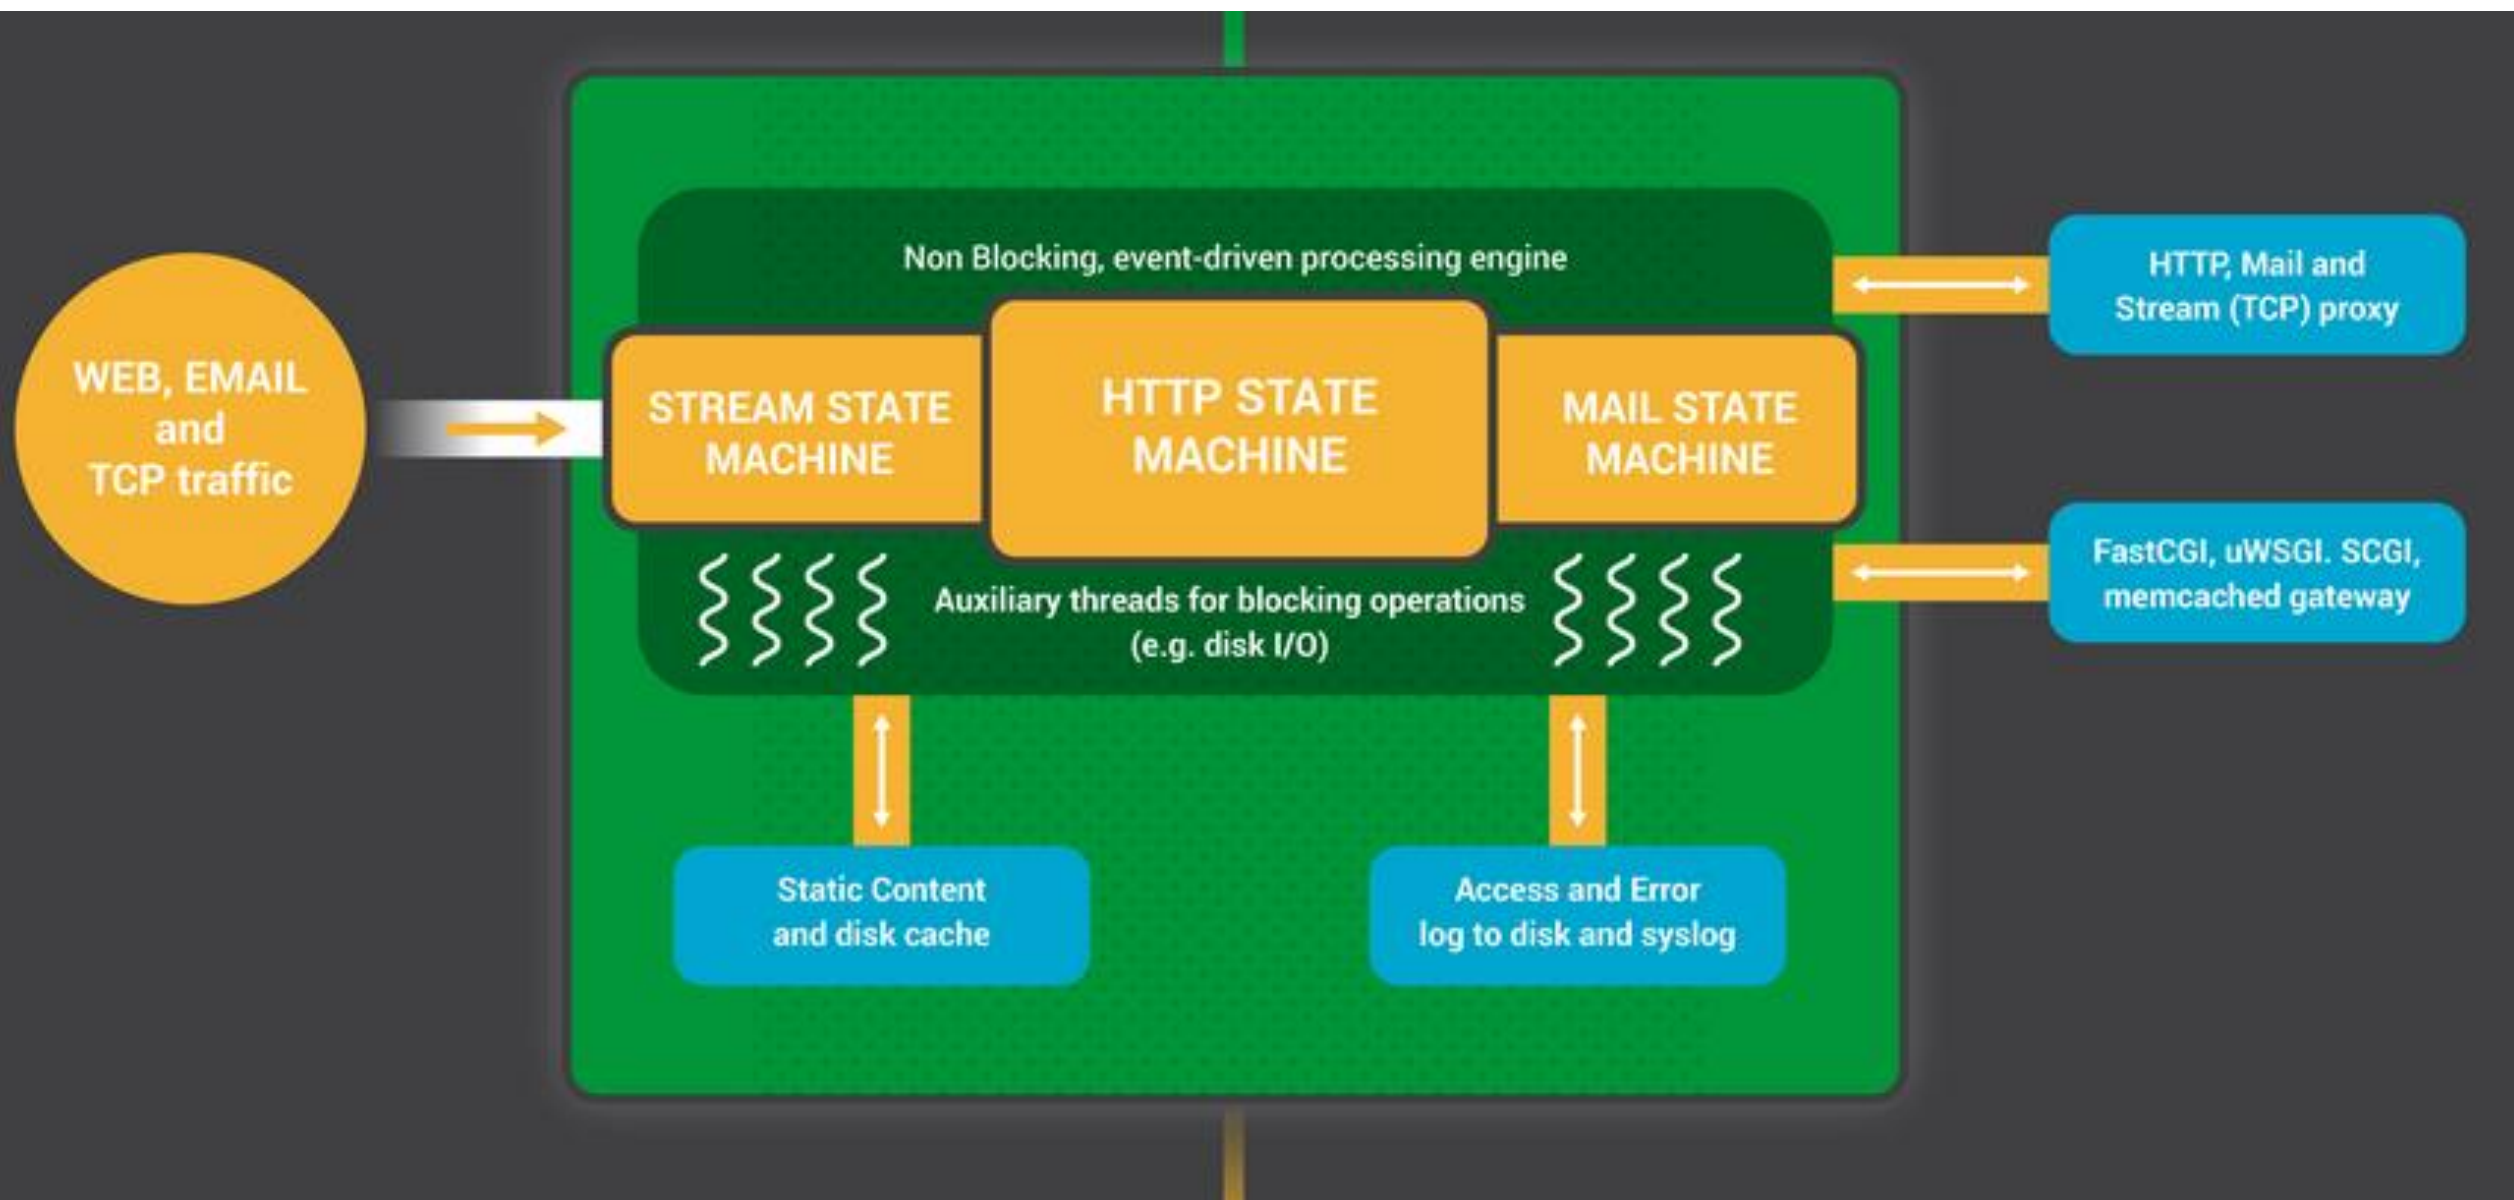 WEB, EMAIL
and
TCP traffic
Non Blocking, event-driven processing engine
STREAM STATE
MACHINE
HTTP STATE
MACHINE
MAIL STATE
MACHINE
Auxiliary threads for blocking operations
(e.g. disk I/O)
HTTP, Mail and
Stream (TCP) proxy
FastCGI, uWSGI. SCGI,
memcached gateway
Static Content
and disk cache
Access and Error
log to disk and syslog